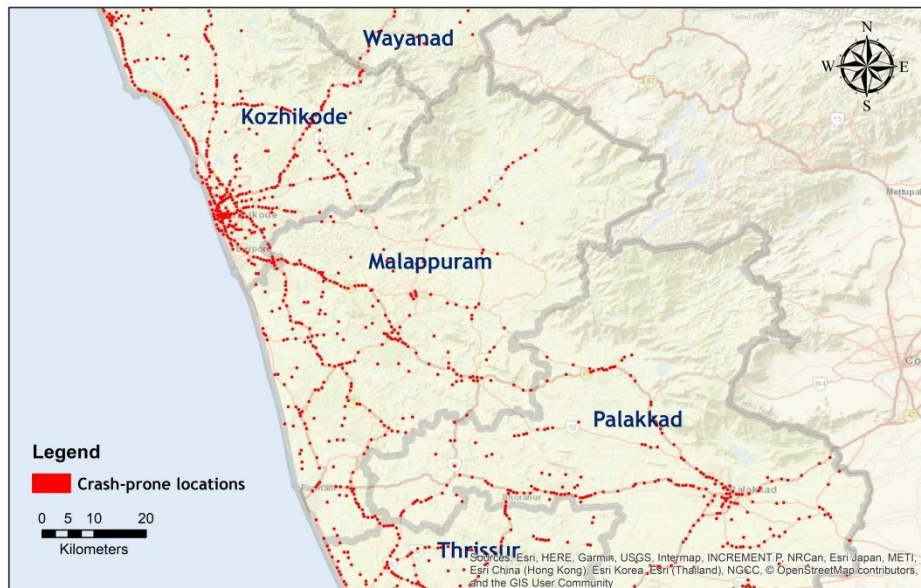 Wayanad
N
W E
S
Kozhikode
Malappuram
Mettupal
Palakkad
Legend
Crash-prone locations
0 5 10 20
Kilometers
Thrissur
Sources: Esri, HERE, Garmin, USGS, Intermap, INCREMENT P, NRCan, Esri Japan, METI,
Esri China (Hong Kong), Esri Korea, Esri (Thailand), NGCC, © OpenStreetMap contributors,
and the GIS User Community